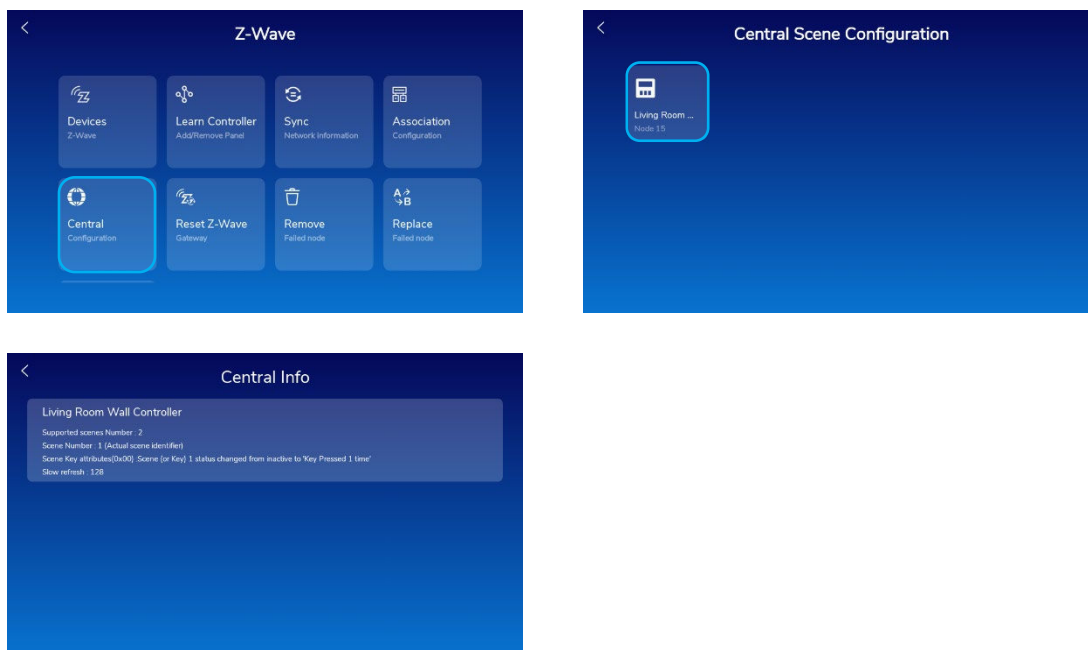 Z-Wave
Devices
Z-Wave
Learn Controller
Add/Remove Panel
Sync
Network Information
Association
Configuration
Central
Configuration
Reset Z-Wave
Gateway
Remove
Failed node
Replace
Failed node
Central Scene Configuration
Living Room ...
Node 15
Central Info
Living Room Wall Controller
Supported scenes Number : 2
Scene Number : 1 (Actual scene identifier)
Scene Key attributes(0x00) :Scene (or Key) 1 status changed from inactive to 'Key Pressed 1 time'
Slow refresh : 128